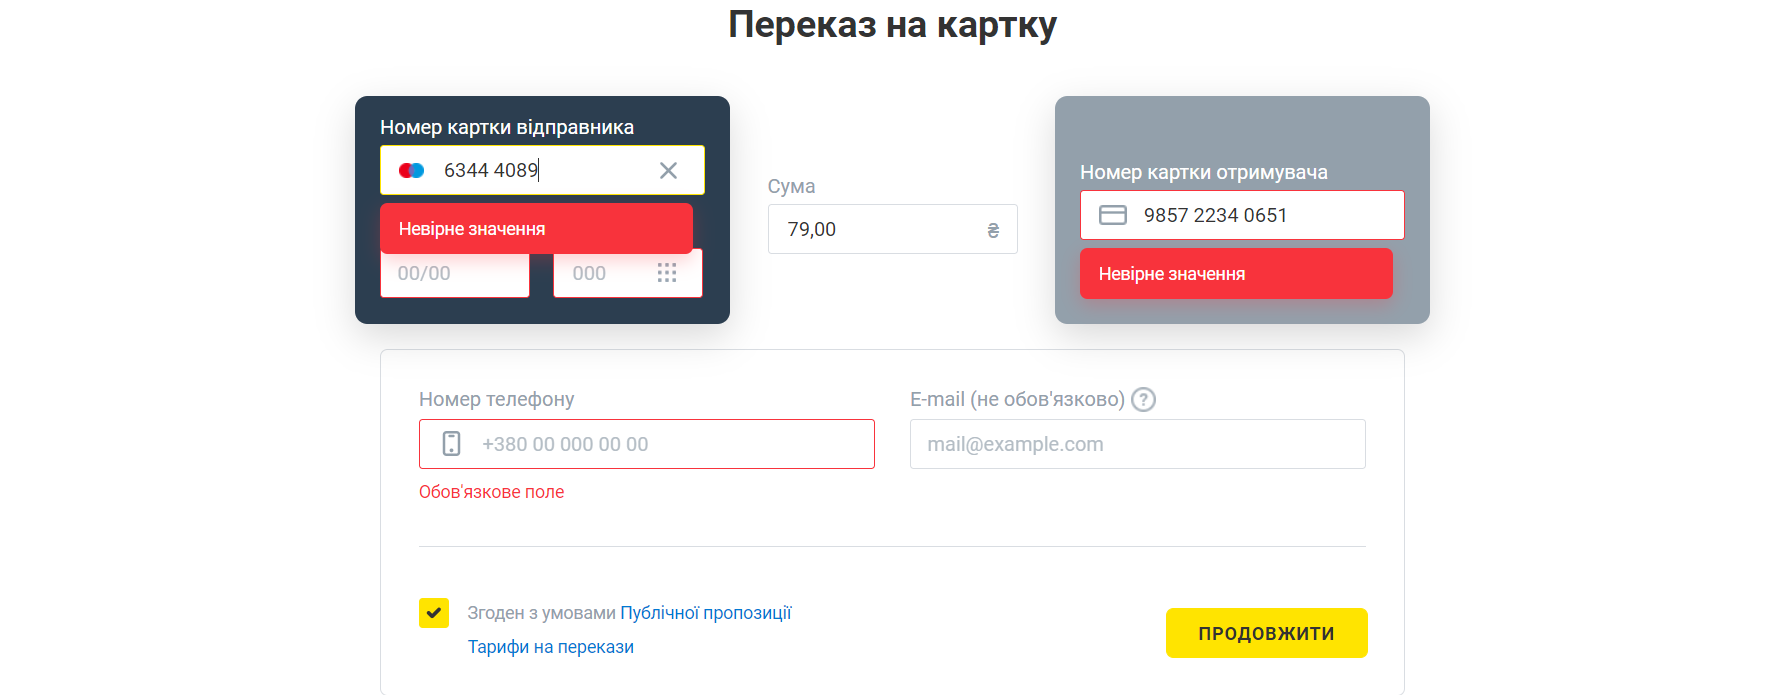 Переказ на картку
Номер картки відправника
6344 4089
Невірне значення
00/00
000
Сума
79,00 ₴
Номер картки отримувача
9857 2234 0651
Невірне значення
Номер телефону
+380 00 000 00 00
Обов'язкове поле
E-mail (не обов'язково) ?
mail@example.com
Згоден з умовами Публічної пропозиції
Тарифи на перекази
ПРОДОВЖИТИ